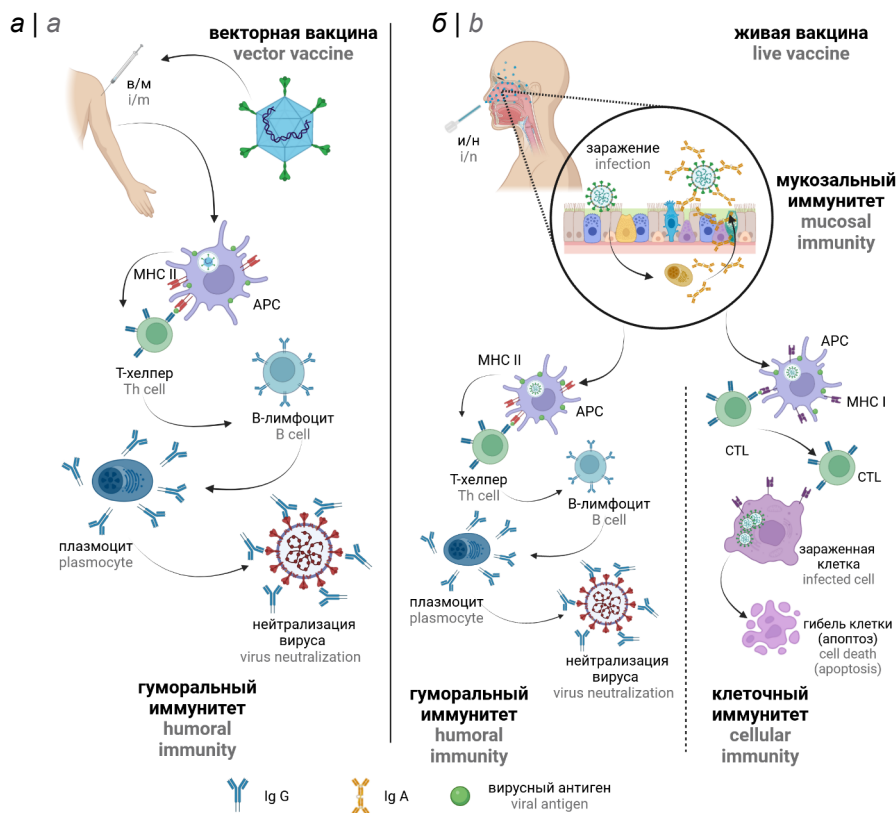 а | a
векторная вакцина
vector vaccine
в/м
i/m
MHC II
APC
Т-хелпер
Th cell
В-лимфоцит
B cell
плазмоцит
plasmocyte
нейтрализация
вируса
virus neutralization
гуморальный
иммунитет
humoral
immunity
б | b
живая вакцина
live vaccine
и/н
i/n
заражение
infection
мукозальный
иммунитет
mucosal
immunity
MHC II
APC
Т-хелпер
Th cell
В-лимфоцит
B cell
плазмоцит
plasmocyte
нейтрализация
вируса
virus neutralization
гуморальный
иммунитет
humoral
immunity
APC
MHC I
CTL
CTL
зараженная
клетка
infected cell
гибель клетки
(апоптоз)
cell death
(apoptosis)
клеточный
иммунитет
cellular
immunity
Ig G
Ig A
вирусный антиген
viral antigen